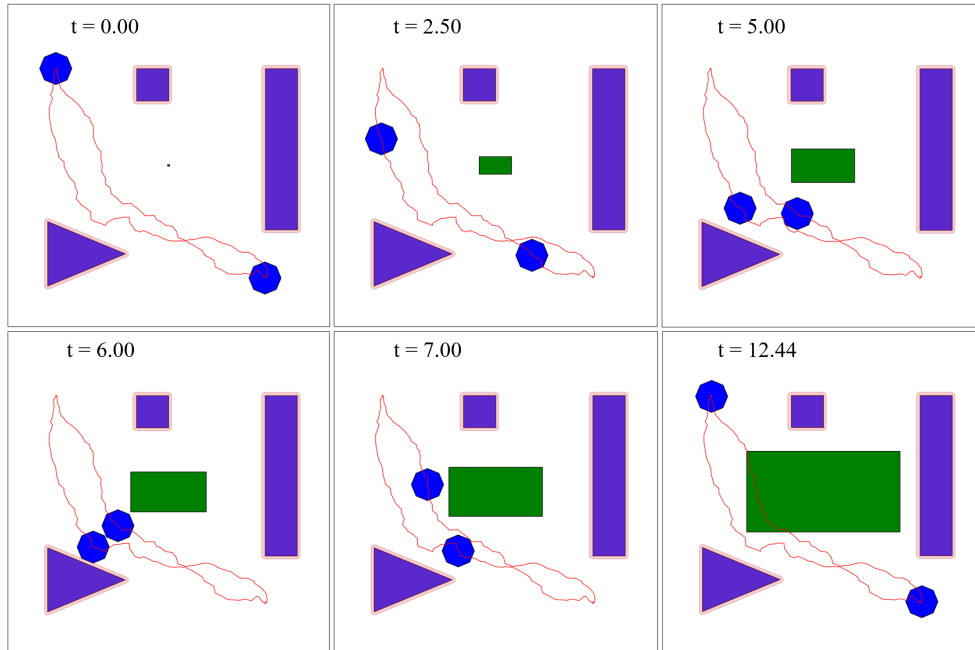 t = 0.00
t = 2.50
t = 5.00
t = 6.00
t = 7.00
t = 12.44